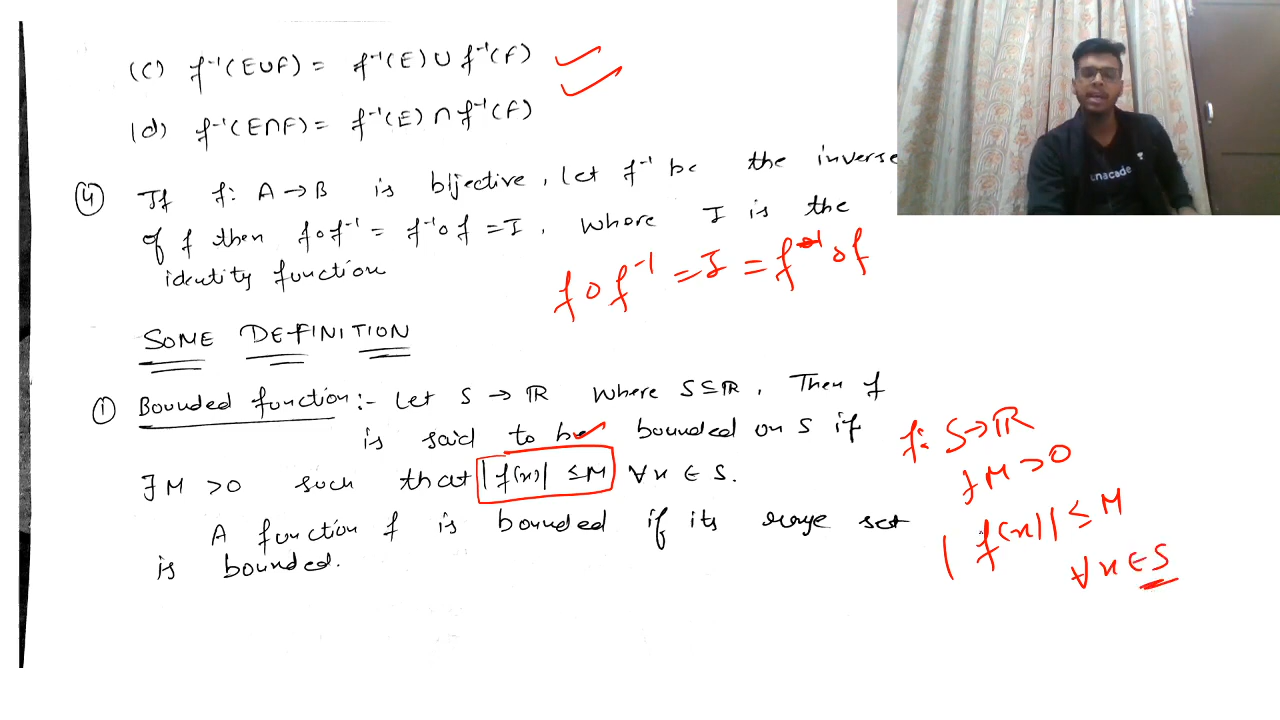 (c) f⁻¹(E∪F) = f⁻¹(E) ∪ f⁻¹(F)
(d) f⁻¹(E∩F) = f⁻¹(E) ∩ f⁻¹(F)
④ If f: A→B is bijective, Let f⁻¹ be the inverse
of f then f∘f⁻¹ = f⁻¹∘f = I, where I is the
identity function
f∘f⁻¹ = I = f⁻¹∘f
SOME DEFINITION
① Bounded function :- Let S → ℝ where S⊆ℝ. Then f
is said to be bounded on S if
∃ M >0 such that |f(x)| ≤M ∀x ∈ S.
A function f is bounded if its range set
is bounded.
f: S→ℝ
∃ M>0
|f(x)| ≤ M
∀x ∈ S
unacade